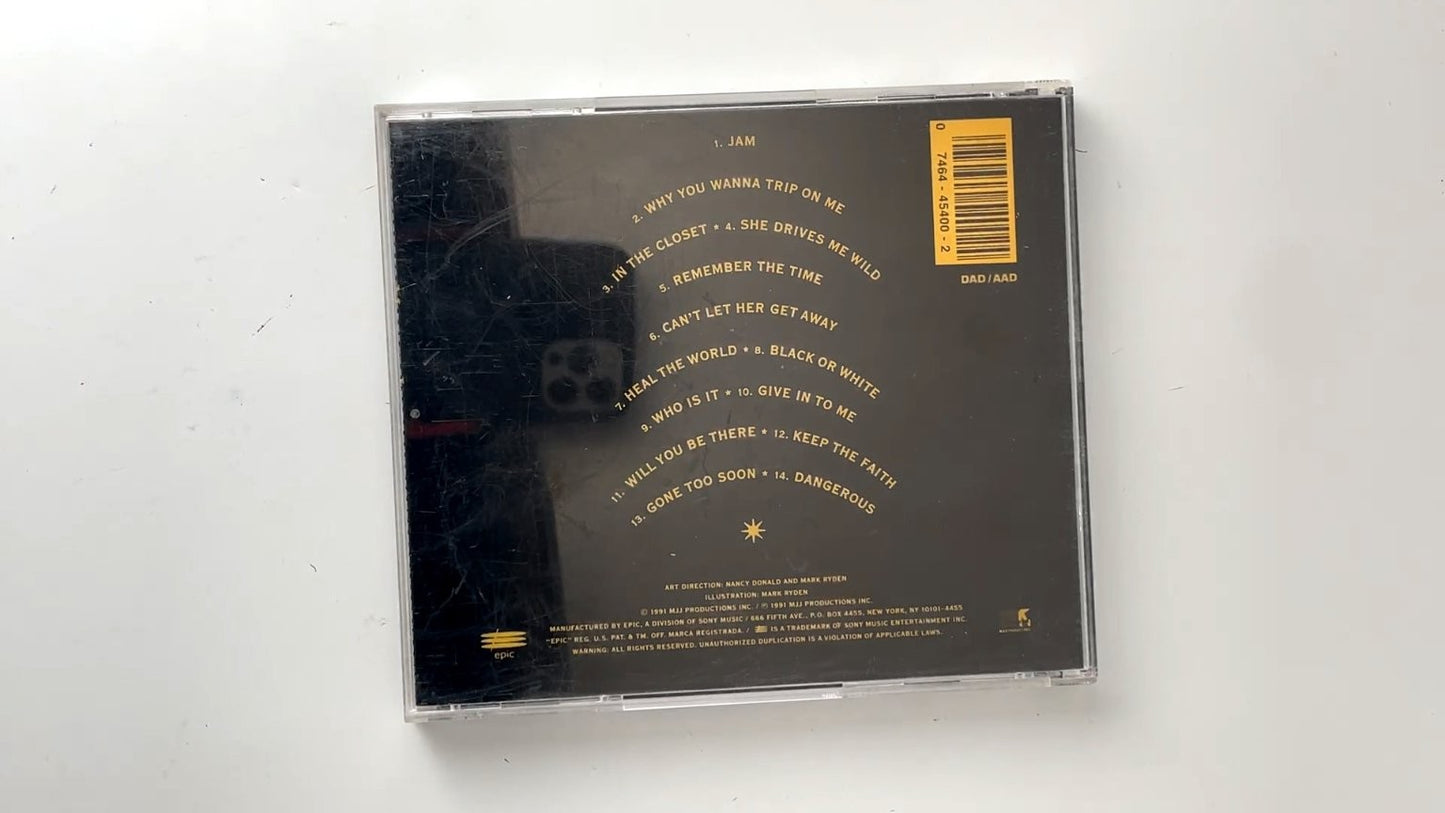 1. JAM
2. WHY YOU WANNA TRIP ON ME
3. IN THE CLOSET * 4. SHE DRIVES ME WILD
5. REMEMBER THE TIME
6. CAN'T LET HER GET AWAY
7. HEAL THE WORLD * 8. BLACK OR WHITE
9. WHO IS IT * 10. GIVE IN TO ME
11. WILL YOU BE THERE * 12. KEEP THE FAITH
13. GONE TOO SOON * 14. DANGEROUS
0 7464-45400-2
DAD / AAD
ART DIRECTION: NANCY DONALD AND MARK RYDEN
ILLUSTRATION: MARK RYDEN
© 1991 MJJ PRODUCTIONS INC. / ℗ 1991 MJJ PRODUCTIONS INC.
MANUFACTURED BY EPIC, A DIVISION OF SONY MUSIC / 666 FIFTH AVE., P.O. BOX 4455, NEW YORK, NY 10101-4455
"EPIC" REG. U.S. PAT. & TM. OFF. MARCA REGISTRADA. / IS A TRADEMARK OF SONY MUSIC ENTERTAINMENT INC.
WARNING: ALL RIGHTS RESERVED. UNAUTHORIZED DUPLICATION IS A VIOLATION OF APPLICABLE LAWS.
epic